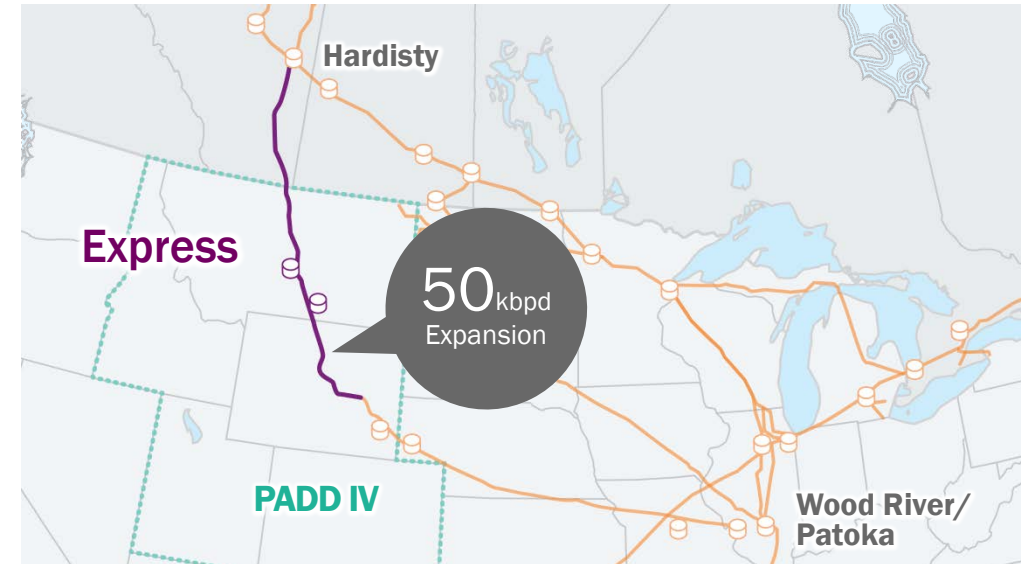 Hardisty
Express
50kbpd
Expansion
PADD IV
Wood River/
Patoka